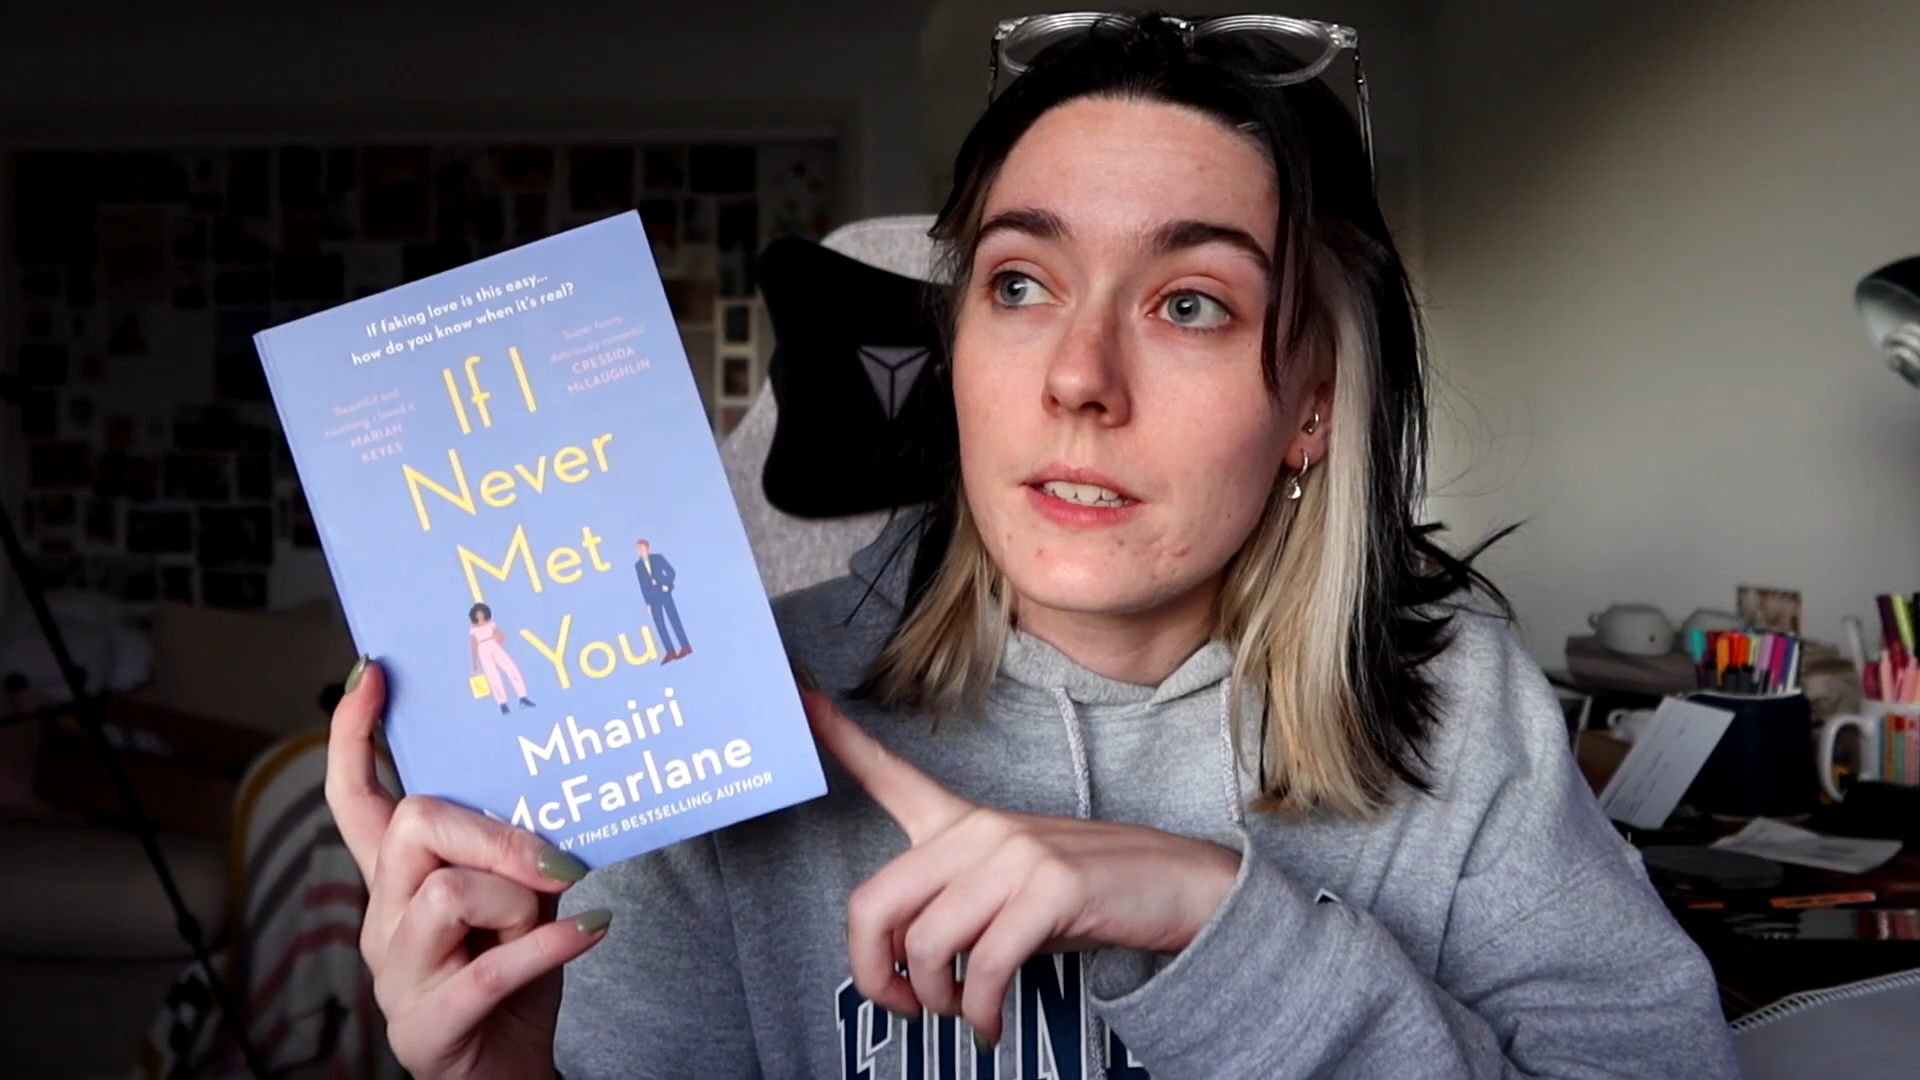 If faking love is this easy...
how do you know when it's real?
'Super funny,
deliciously romantic'
CRESSIDA
McLAUGHLIN
'Beautiful and
touching. I loved it'
MARIAN
KEYES
If I
Never
Met
You
Mhairi
McFarlane
TIMES BESTSELLING AUTHOR